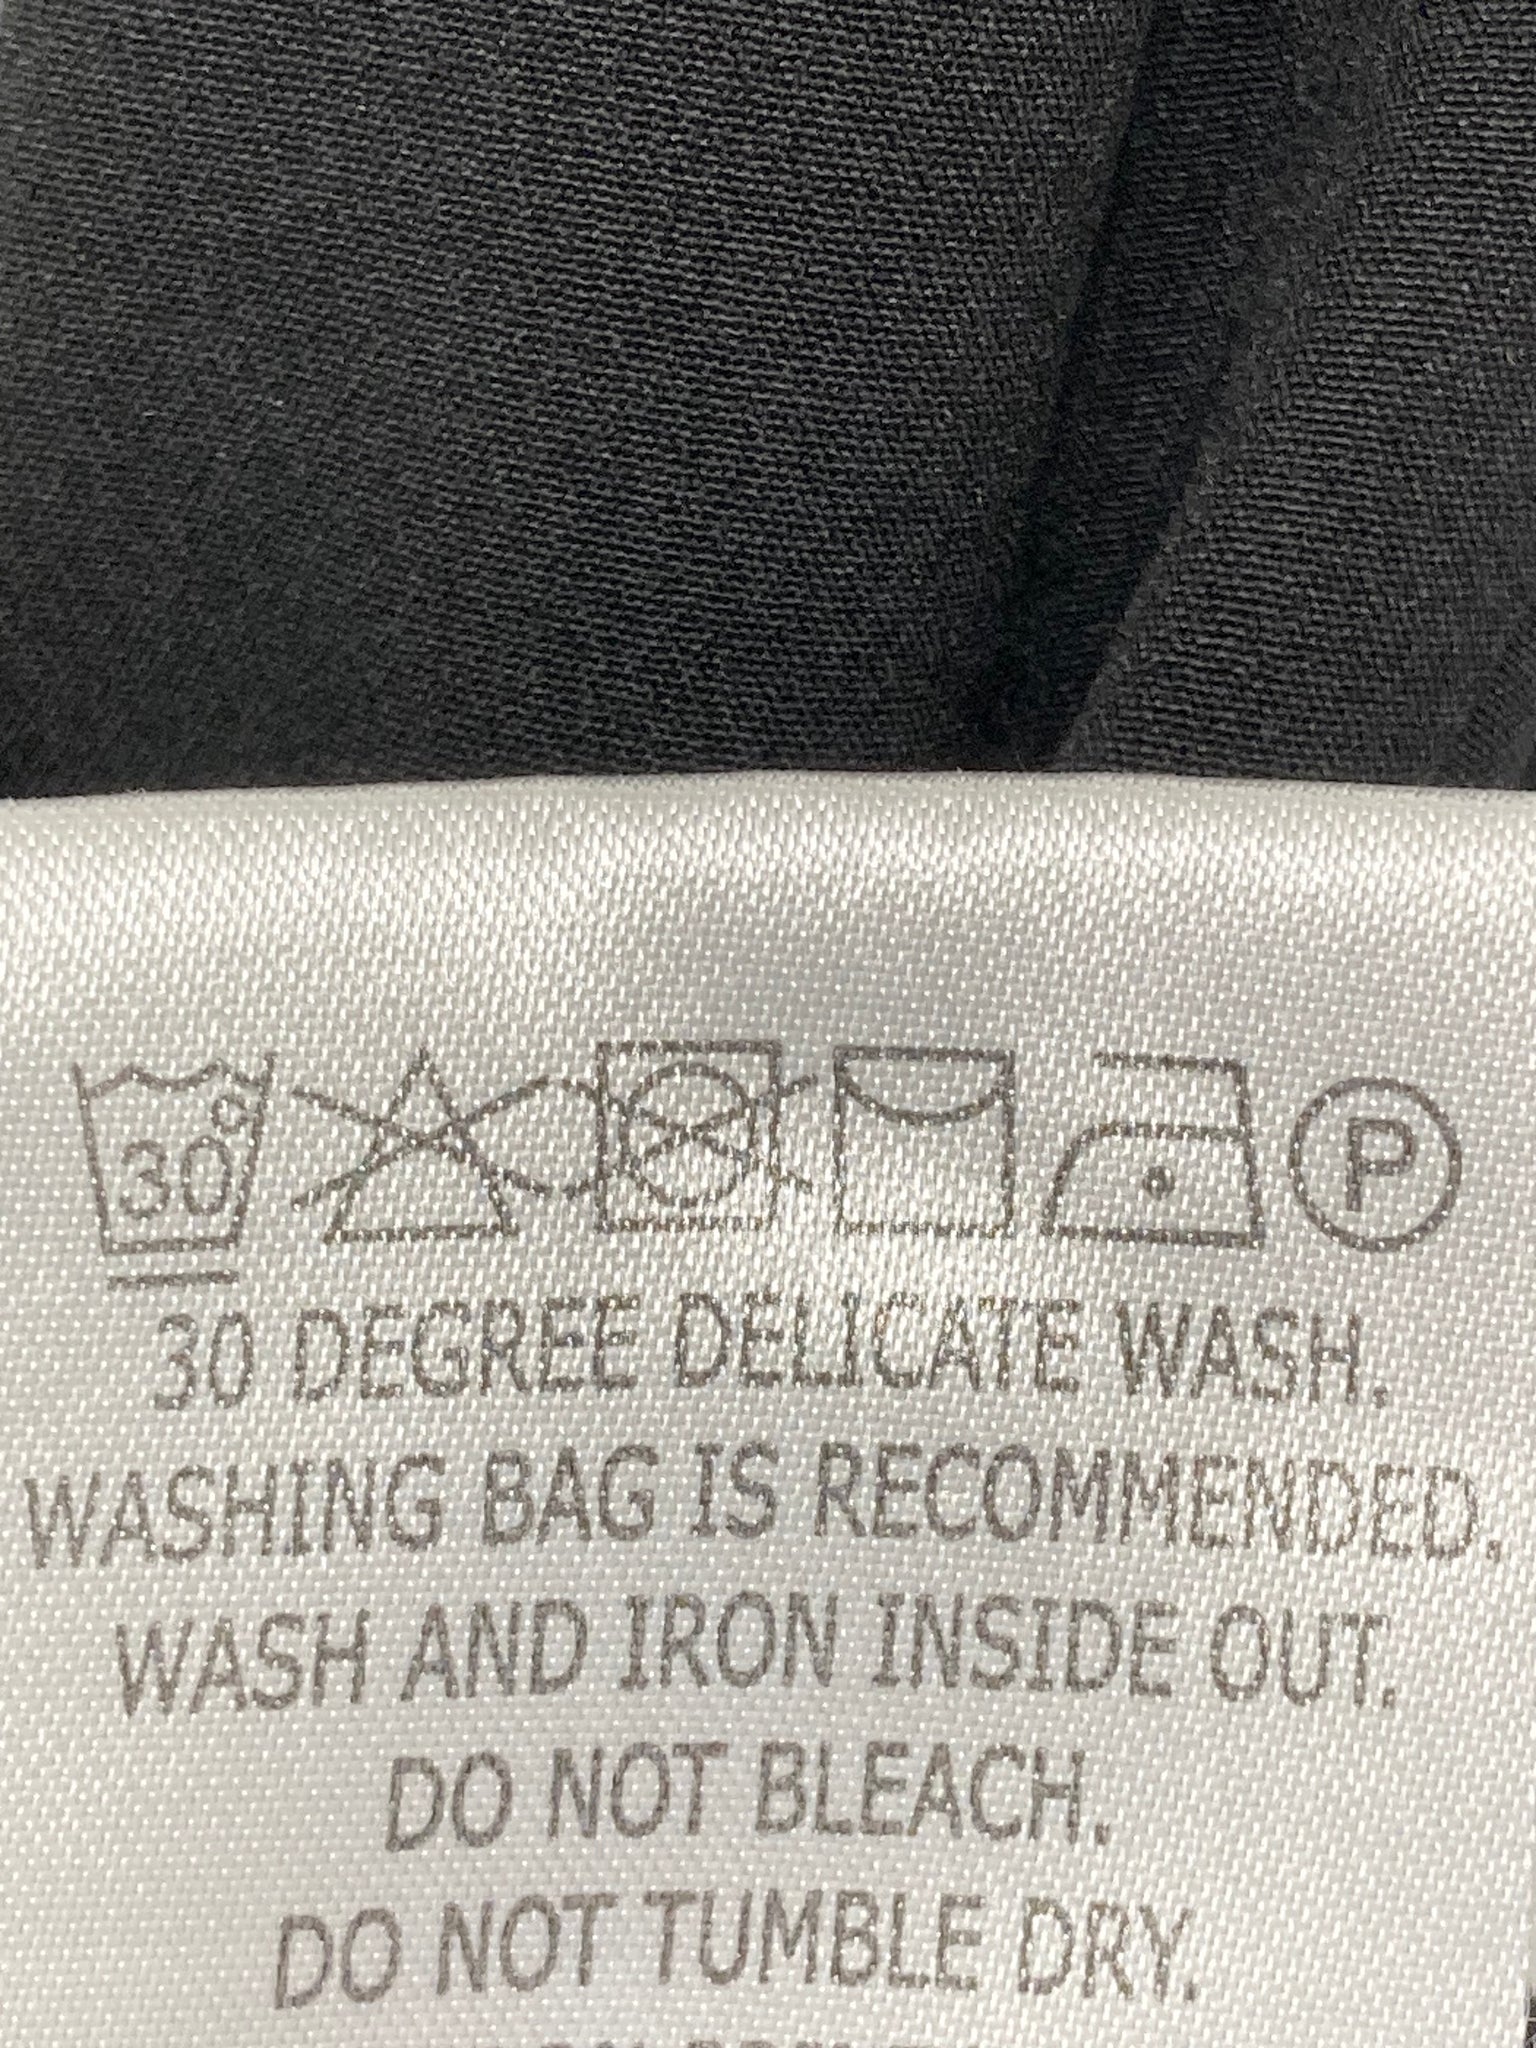 30° P
30 DEGREE DELICATE WASH.
WASHING BAG IS RECOMMENDED.
WASH AND IRON INSIDE OUT.
DO NOT BLEACH.
DO NOT TUMBLE DRY.